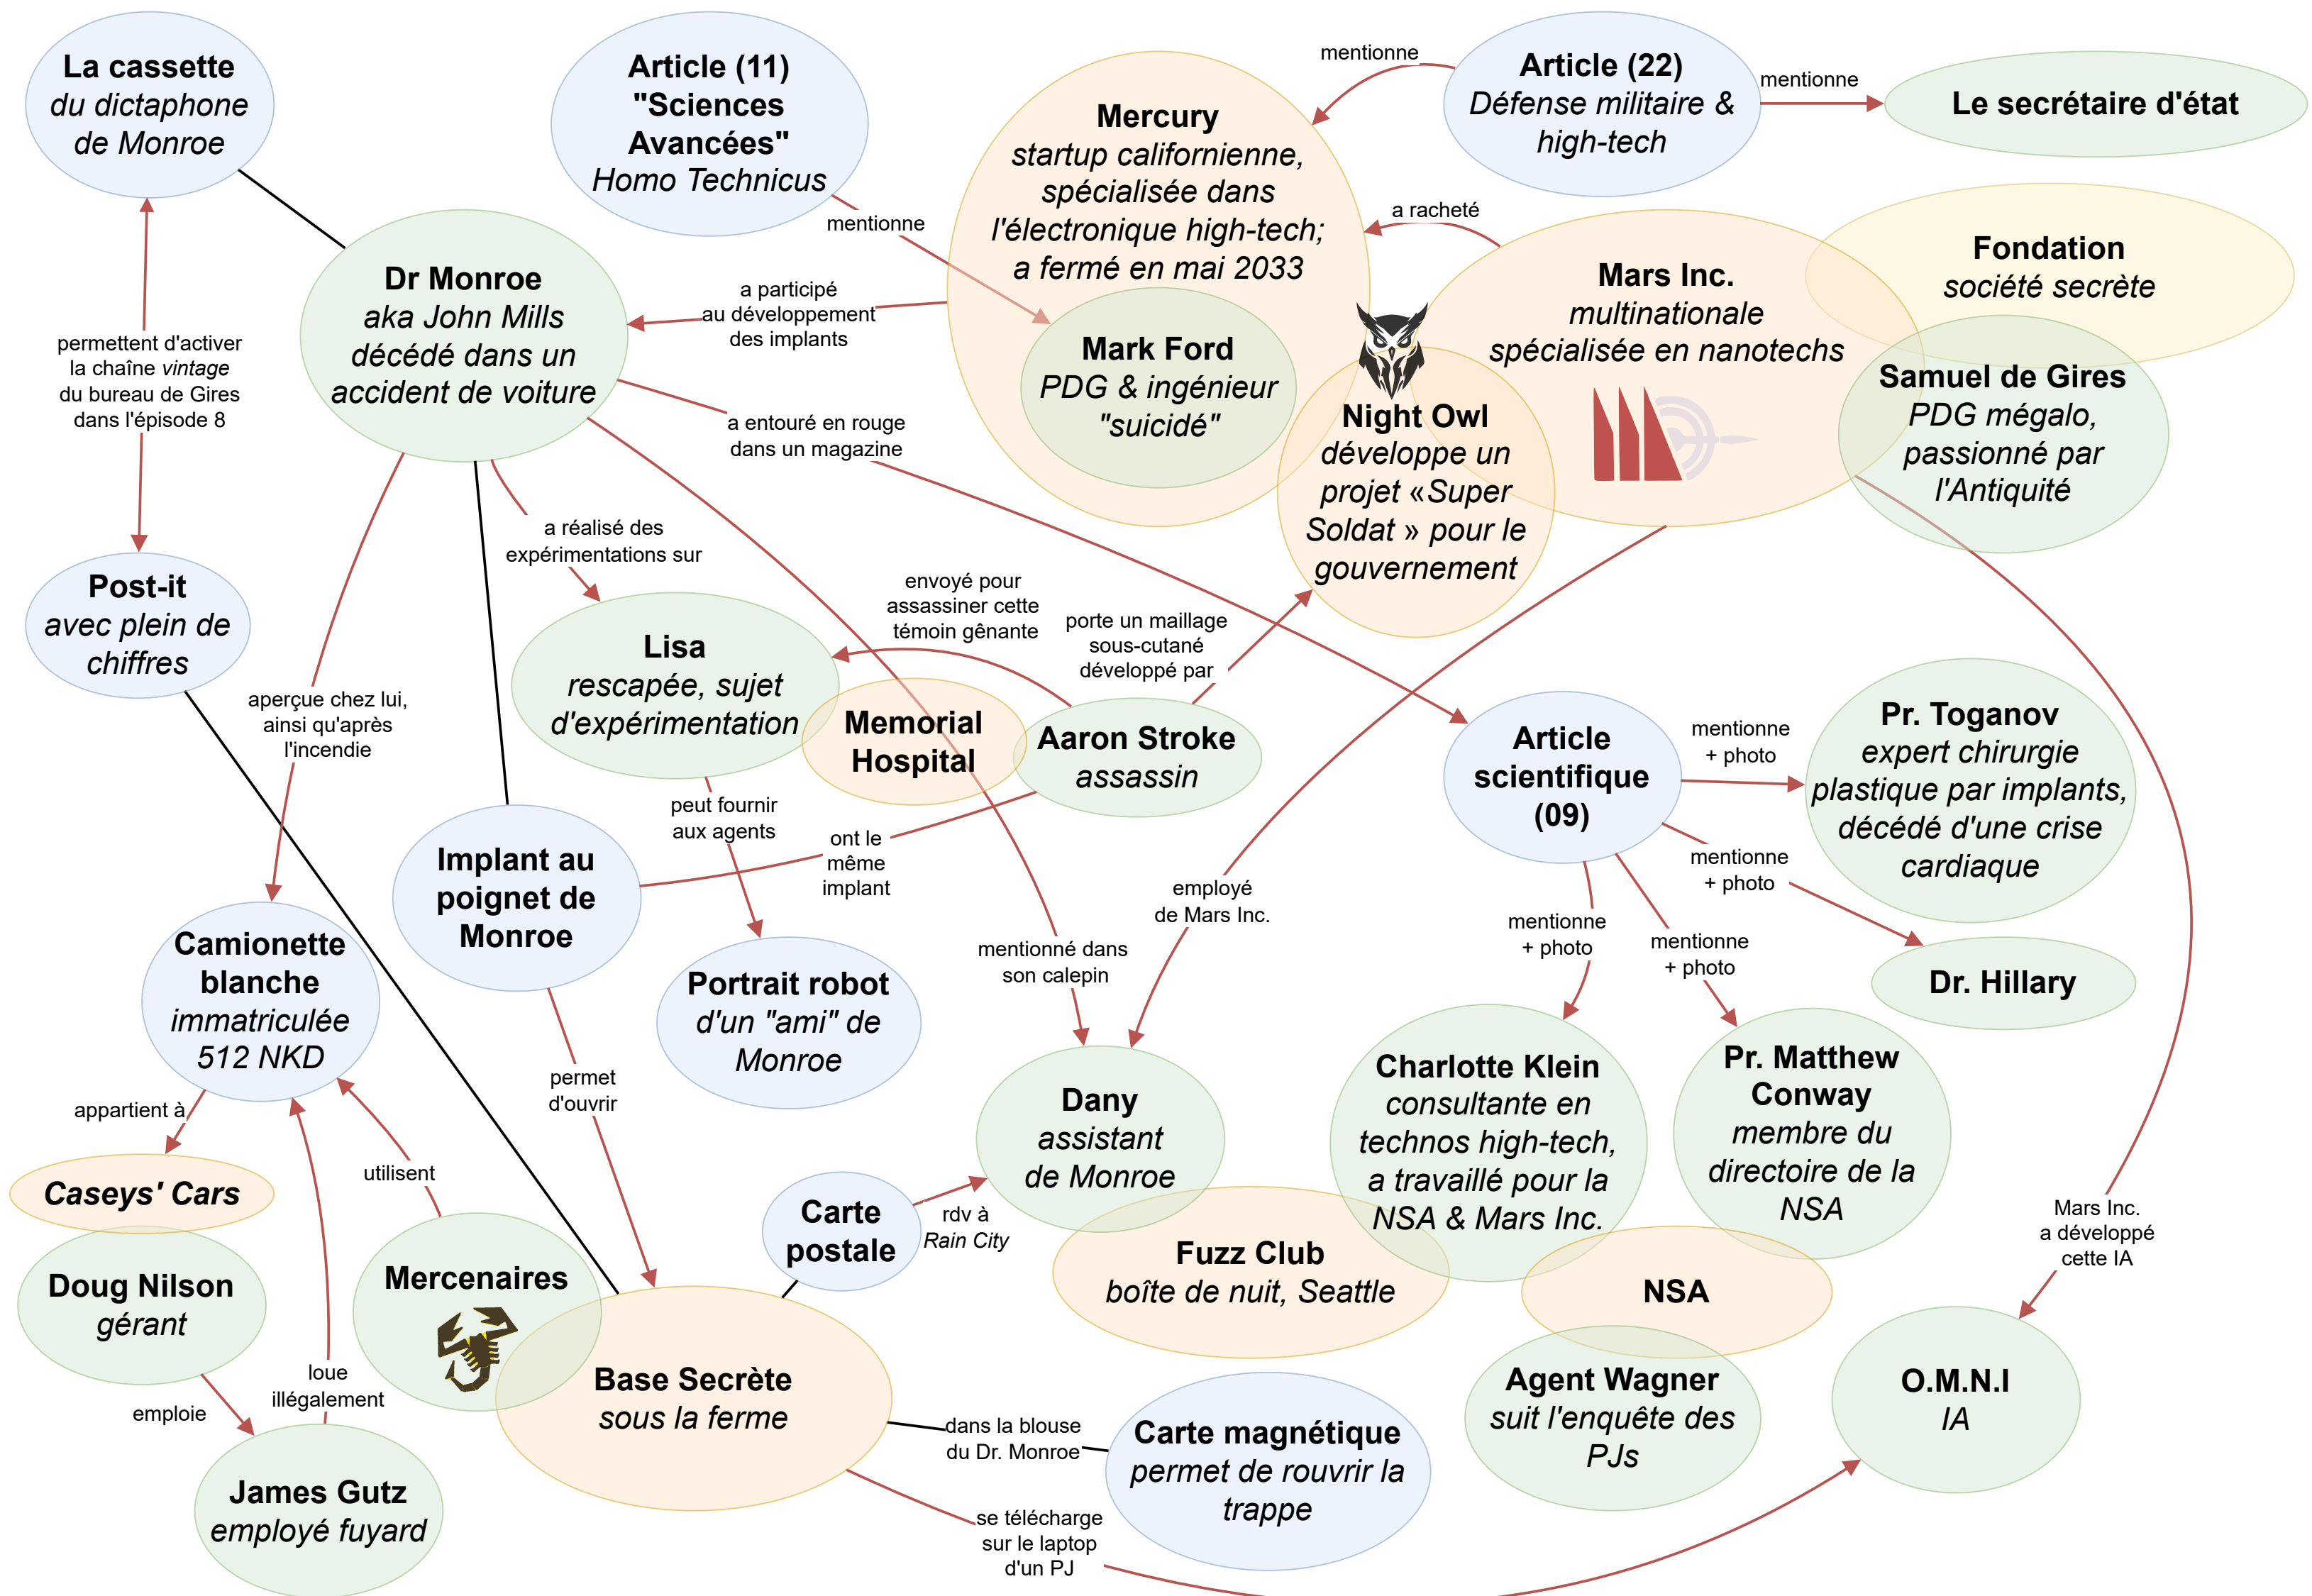 La cassette
du dictaphone
de Monroe
Article (11)
"Sciences
Avancées"
Homo Technicus
mentionne
Mercury
startup californienne,
spécialisée dans
l'électronique high-tech;
a fermé en mai 2033
mentionne
Article (22)
Défense militaire &
high-tech
mentionne
Le secrétaire d'état
a racheté
Mars Inc.
multinationale
spécialisée en nanotechs
Fondation
société secrète
Samuel de Gires
PDG mégalo,
passionné par
l'Antiquité
Dr Monroe
aka John Mills
décédé dans un
accident de voiture
a participé
au développement
des implants
Mark Ford
PDG & ingénieur
"suicidé"
Night Owl
développe un
projet «Super
Soldat » pour le
gouvernement
permettent d'activer
la chaîne vintage
du bureau de Gires
dans l'épisode 8
a entouré en rouge
dans un magazine
a réalisé des
expérimentations sur
Post-it
avec plein de
chiffres
envoyé pour
assassiner cette
témoin gênante
porte un maillage
sous-cutané
développé par
Lisa
rescapée, sujet
d'expérimentation
Memorial
Hospital
Aaron Stroke
assassin
aperçue chez lui,
ainsi qu'après
l'incendie
Article
scientifique
(09)
mentionne
+ photo
Pr. Toganov
expert chirurgie
plastique par implants,
décédé d'une crise
cardiaque
peut fournir
aux agents
ont le
même
implant
Implant au
poignet de
Monroe
employé
de Mars Inc.
mentionne
+ photo
mentionne
+ photo
mentionne
+ photo
Dr. Hillary
Camionette
blanche
immatriculée
512 NKD
Portrait robot
d'un "ami" de
Monroe
mentionné dans
son calepin
permet
d'ouvrir
appartient à
Caseys' Cars
utilisent
Dany
assistant
de Monroe
Charlotte Klein
consultante en
technos high-tech,
a travaillé pour la
NSA & Mars Inc.
Pr. Matthew
Conway
membre du
directoire de la
NSA
Carte
postale
rdv à
Rain City
Mars Inc.
a développé
cette IA
Doug Nilson
gérant
Mercenaires
Fuzz Club
boîte de nuit, Seattle
NSA
emploie
loue
illégalement
Base Secrète
sous la ferme
Agent Wagner
suit l'enquête des
PJs
O.M.N.I
IA
dans la blouse
du Dr. Monroe
Carte magnétique
permet de rouvrir la
trappe
James Gutz
employé fuyard
se télécharge
sur le laptop
d'un PJ